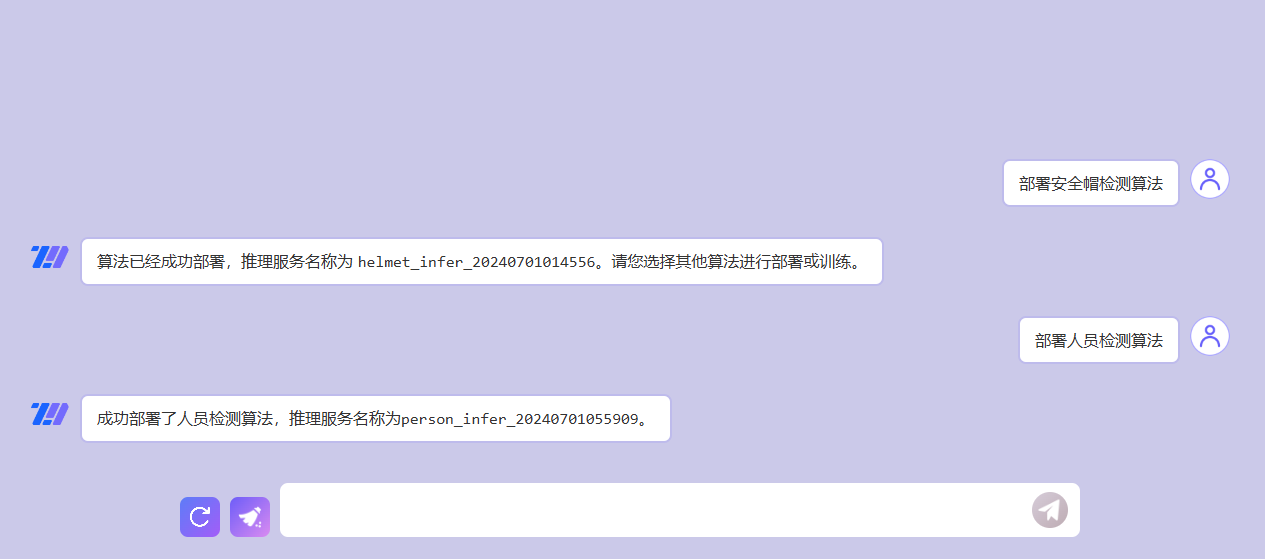 部署安全帽检测算法
算法已经成功部署，推理服务名称为 helmet_infer_20240701014556。请您选择其他算法进行部署或训练。
部署人员检测算法
成功部署了人员检测算法，推理服务名称为person_infer_20240701055909。